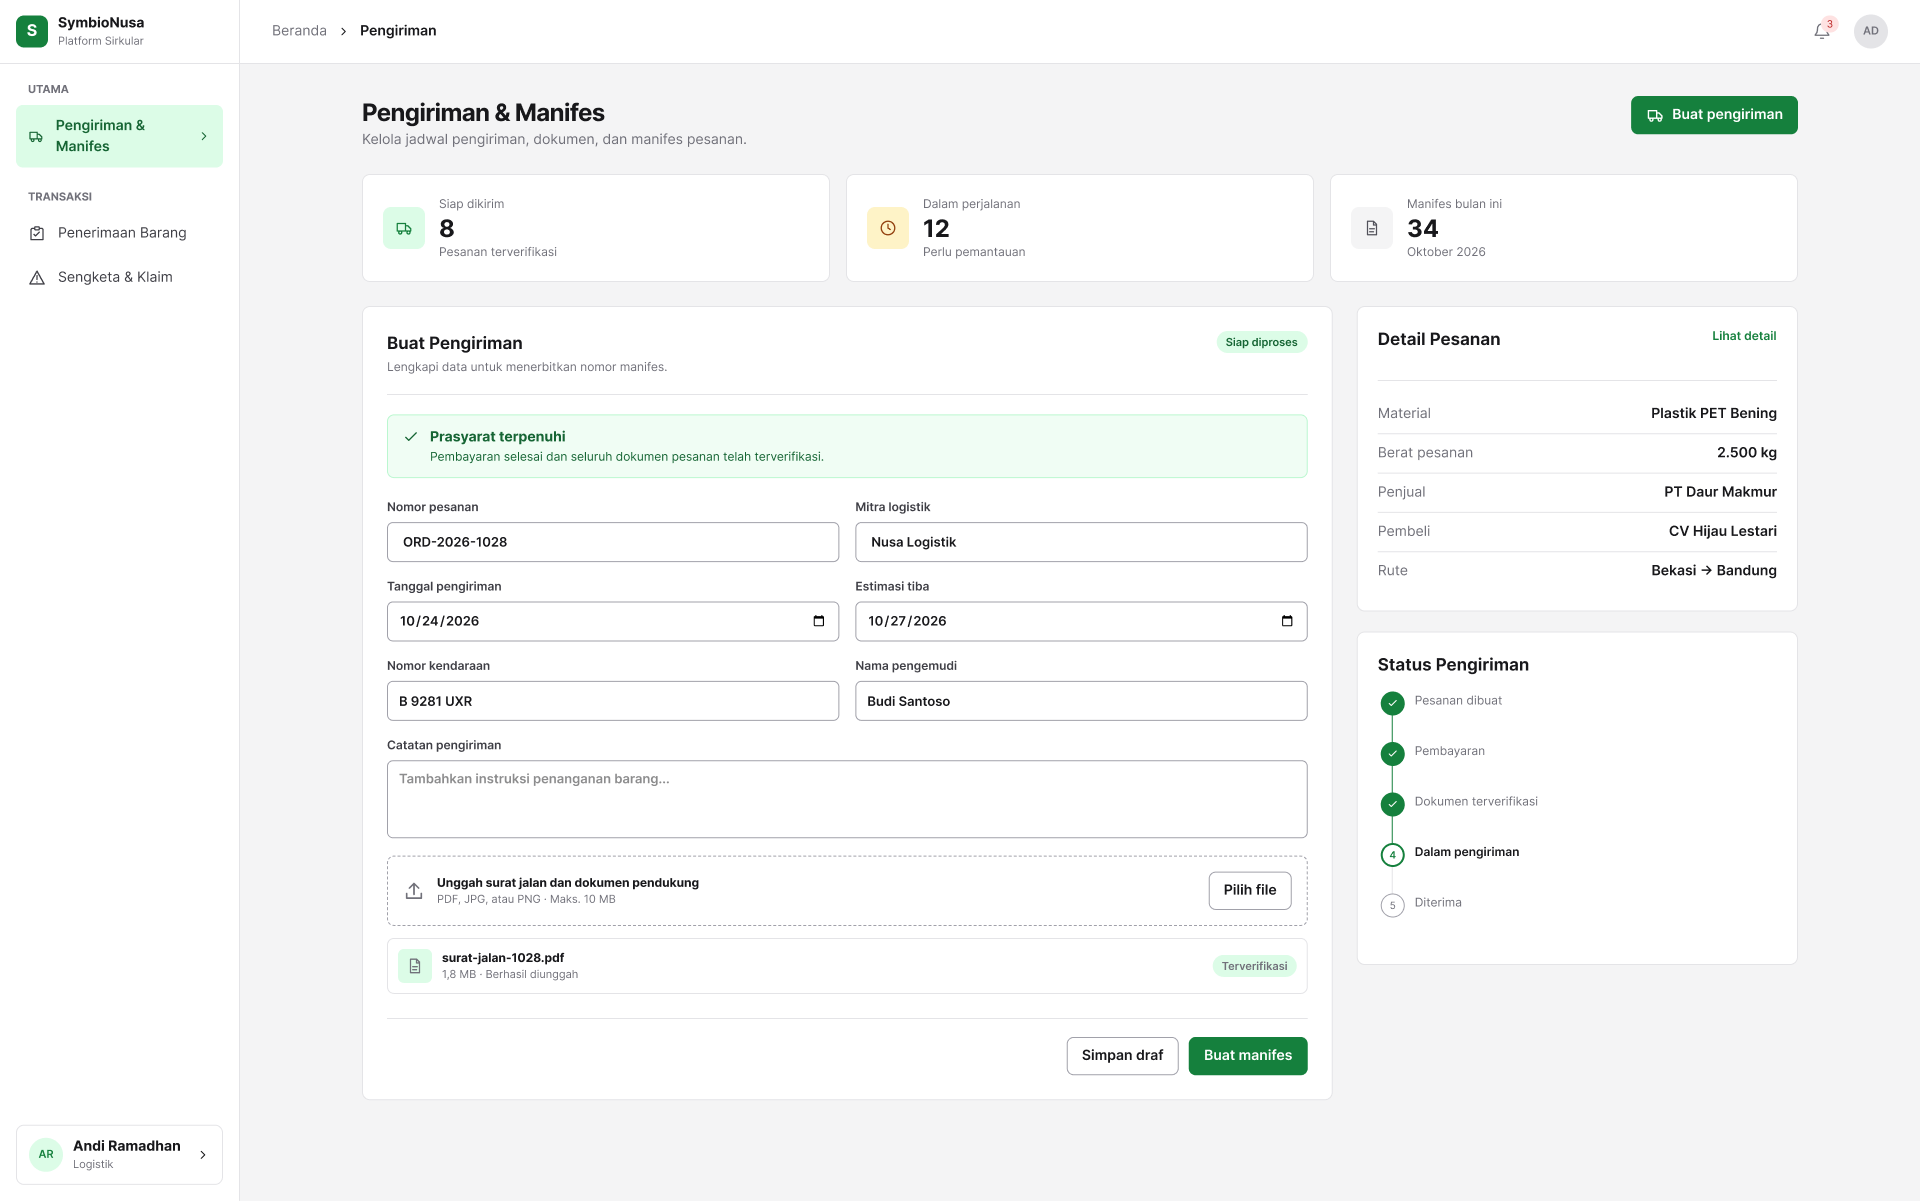 S
SymbioNusa
Platform Sirkular
Beranda
Pengiriman
3
AD
UTAMA
Pengiriman &
Manifes
TRANSAKSI
Penerimaan Barang
Sengketa & Klaim
Pengiriman & Manifes
Kelola jadwal pengiriman, dokumen, dan manifes pesanan.
Buat pengiriman
Siap dikirim
8
Pesanan terverifikasi
Dalam perjalanan
12
Perlu pemantauan
Manifes bulan ini
34
Oktober 2026
Buat Pengiriman
Lengkapi data untuk menerbitkan nomor manifes.
Siap diproses
Prasyarat terpenuhi
Pembayaran selesai dan seluruh dokumen pesanan telah terverifikasi.
Nomor pesanan
ORD-2026-1028
Mitra logistik
Nusa Logistik
Tanggal pengiriman
10/24/2026
Estimasi tiba
10/27/2026
Nomor kendaraan
B 9281 UXR
Nama pengemudi
Budi Santoso
Catatan pengiriman
Tambahkan instruksi penanganan barang...
Unggah surat jalan dan dokumen pendukung
PDF, JPG, atau PNG · Maks. 10 MB
Pilih file
surat-jalan-1028.pdf
1,8 MB · Berhasil diunggah
Terverifikasi
Simpan draf
Buat manifes
Detail Pesanan
Lihat detail
Material
Plastik PET Bening
Berat pesanan
2.500 kg
Penjual
PT Daur Makmur
Pembeli
CV Hijau Lestari
Rute
Bekasi → Bandung
Status Pengiriman
Pesanan dibuat
Pembayaran
Dokumen terverifikasi
4
Dalam pengiriman
5
Diterima
AR
Andi Ramadhan
Logistik